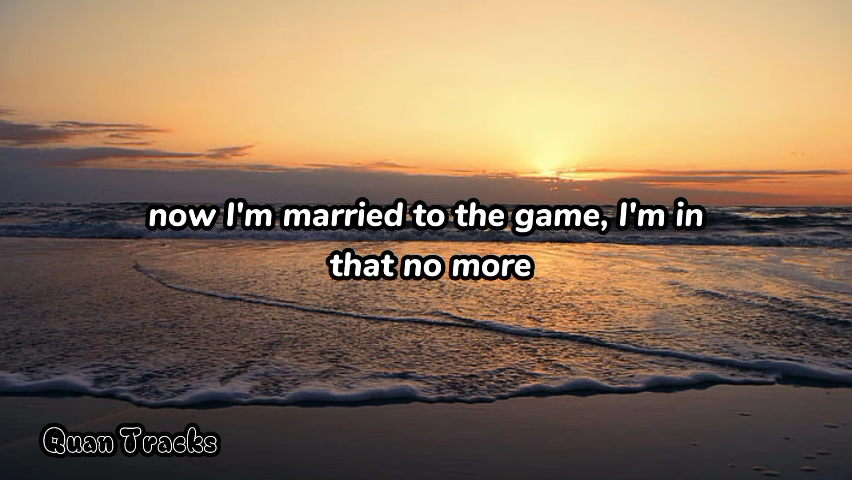 now I'm married to the game, I'm in
that no more
Quan Tracks